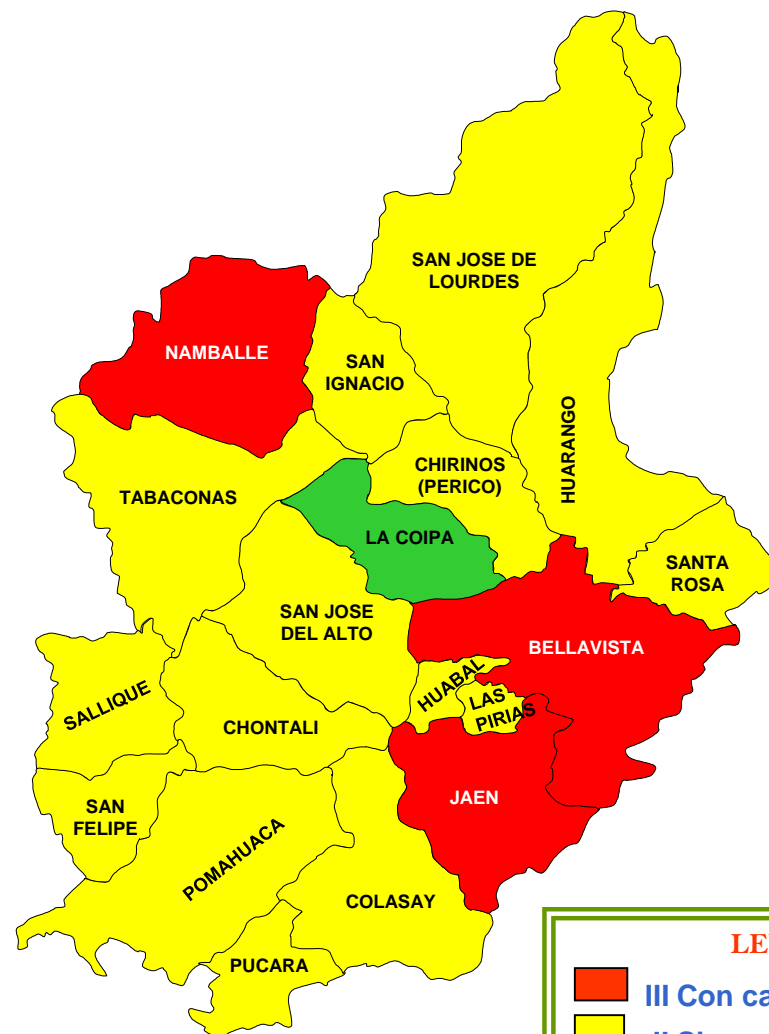 SAN JOSE DE
LOURDES
NAMBALLE
SAN
IGNACIO
HUARANGO
CHIRINOS
(PERICO)
TABACONAS
LA COIPA
SANTA
ROSA
SAN JOSE
DEL ALTO
BELLAVISTA
HUABAL
LAS
PIRIAS
SALLIQUE
CHONTALI
JAEN
SAN
FELIPE
POMAHUACA
COLASAY
PUCARA
LE
III Con ca